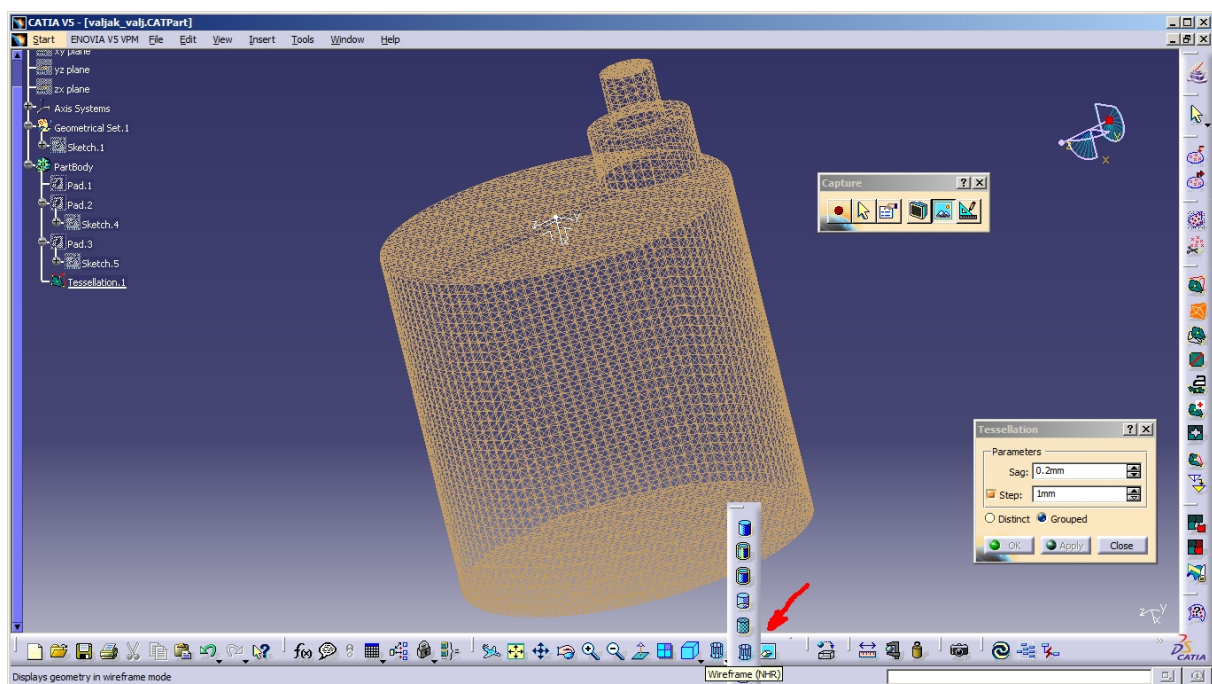 CATIA V5 - [valjak_valj.CATPart]
Start ENOVIA V5 VPM File Edit View Insert Tools Window Help
xy plane
yz plane
zx plane
Axis Systems
Geometrical Set.1
Sketch.1
PartBody
Pad.1
Pad.2
Sketch.4
Pad.3
Sketch.5
Tessellation.1
z
y
x
Capture
Tessellation
Parameters
Sag: 0.2mm
Step: 1mm
Distinct Grouped
OK Apply Close
z y
x
f(x)
Wireframe (NHR)
CATIA
Displays geometry in wireframe mode